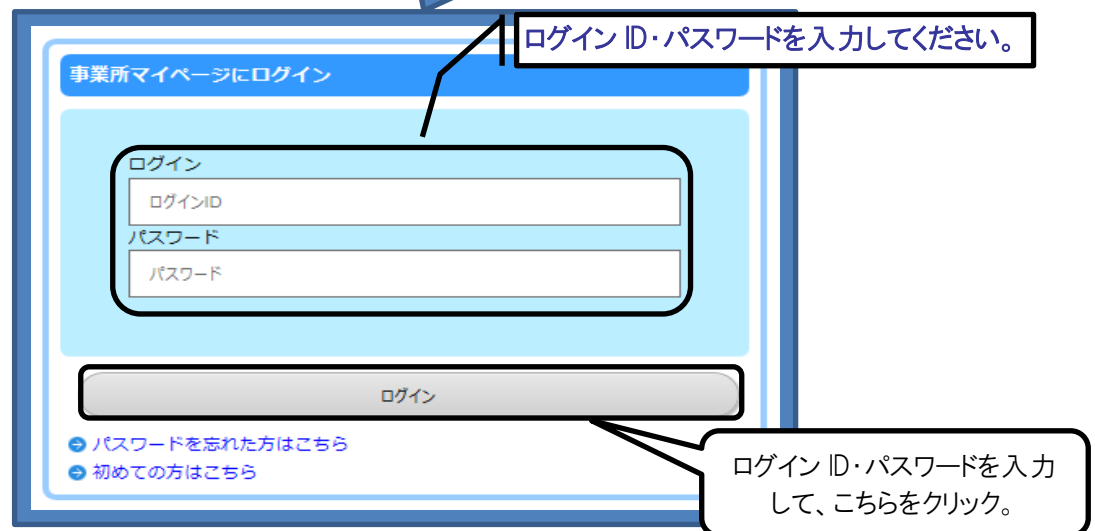 ログイン ID・パスワードを入力してください。
事業所マイページにログイン
ログイン
ログインID
パスワード
パスワード
ログイン
パスワードを忘れた方はこちら
初めての方はこちら
ログイン ID・パスワードを入力
して、こちらをクリック。